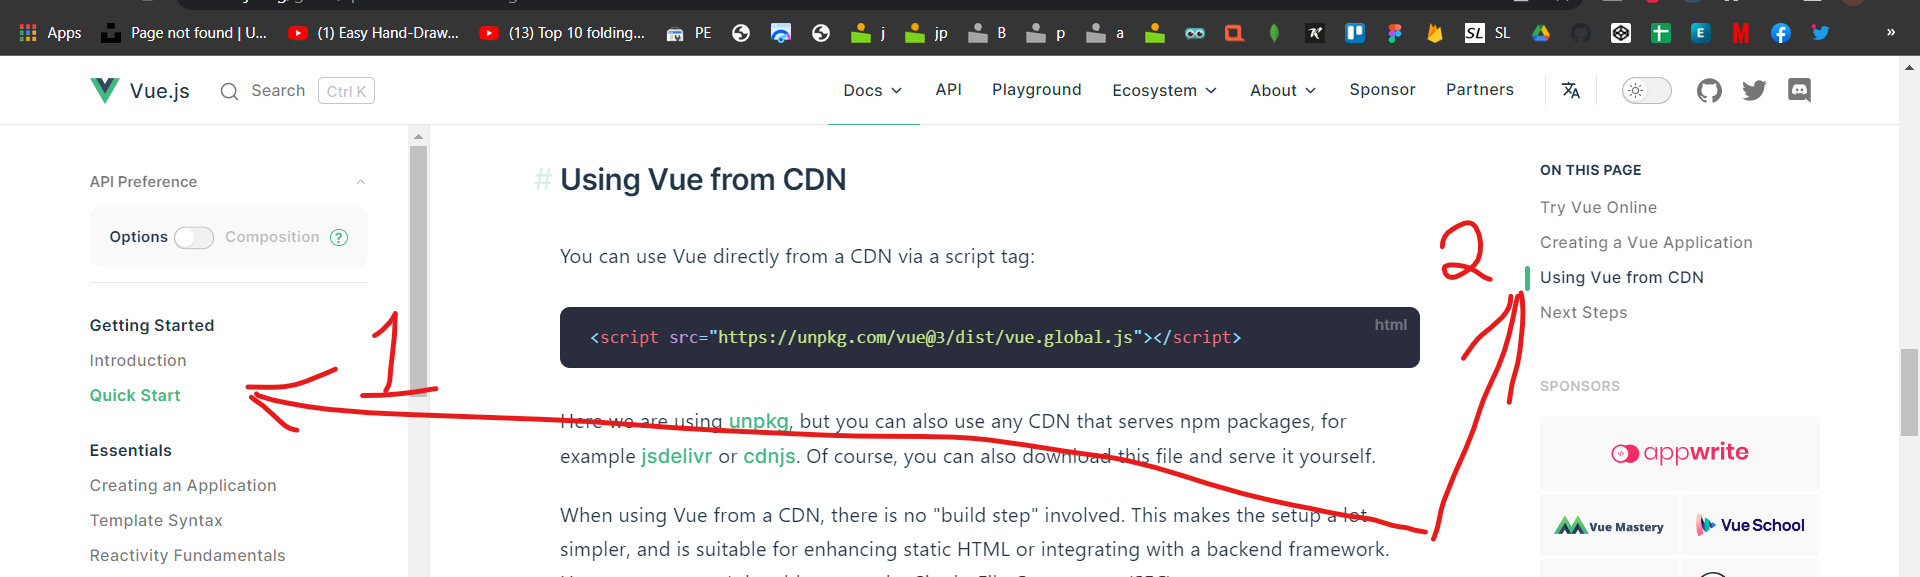 Apps
Page not found | U...
(1) Easy Hand-Draw...
(13) Top 10 folding...
PE
j
jp
B
p
a
SL SL
E
M
»
Vue.js
Search
Ctrl K
Docs
API
Playground
Ecosystem
About
Sponsor
Partners
API Preference
Options
Composition
?
Getting Started
Introduction
Quick Start
Essentials
Creating an Application
Template Syntax
Reactivity Fundamentals
1
# Using Vue from CDN
You can use Vue directly from a CDN via a script tag:
html
<script src="https://unpkg.com/vue@3/dist/vue.global.js"></script>
Here we are using unpkg, but you can also use any CDN that serves npm packages, for
example jsdelivr or cdnjs. Of course, you can also download this file and serve it yourself.
When using Vue from a CDN, there is no "build step" involved. This makes the setup a lot
simpler, and is suitable for enhancing static HTML or integrating with a backend framework.
2
ON THIS PAGE
Try Vue Online
Creating a Vue Application
Using Vue from CDN
Next Steps
SPONSORS
appwrite
Vue Mastery
Vue School